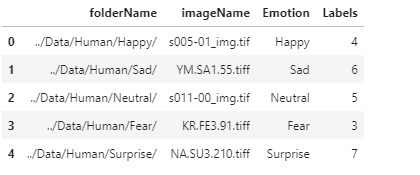 folderName imageName Emotion Labels
0 ../Data/Human/Happy/ s005-01_img.tif Happy 4
1 ../Data/Human/Sad/ YM.SA1.55.tiff Sad 6
2 ../Data/Human/Neutral/ s011-00_img.tif Neutral 5
3 ../Data/Human/Fear/ KR.FE3.91.tiff Fear 3
4 ../Data/Human/Surprise/ NA.SU3.210.tiff Surprise 7